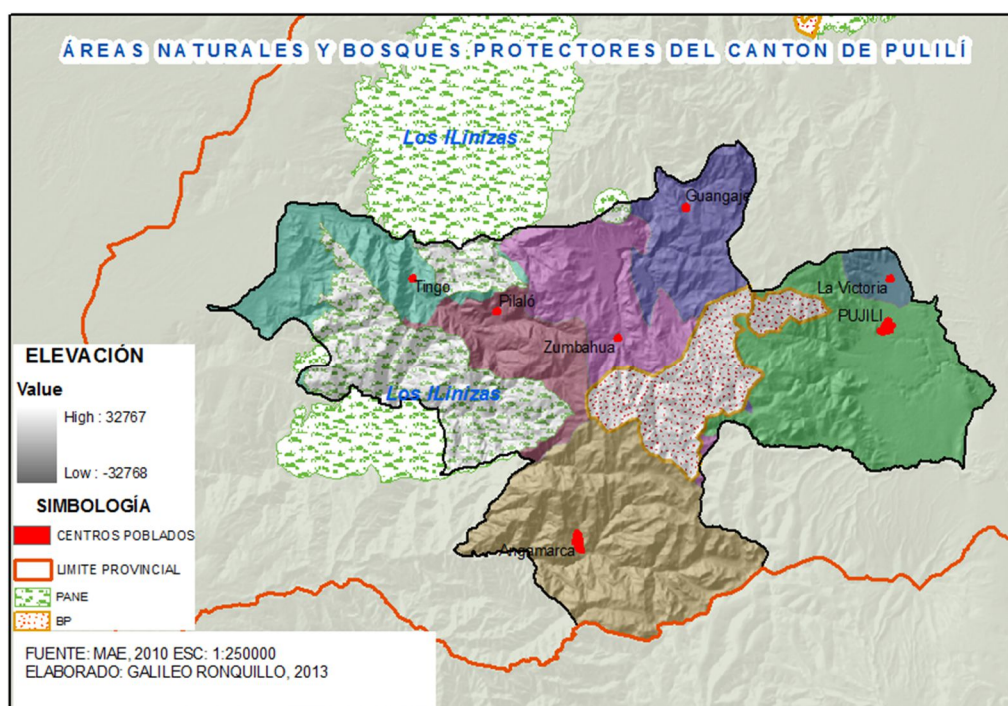 ÁREAS NATURALES Y BOSQUES PROTECTORES DEL CANTON DE PULILÍ
Los ILinizas
Guangaje
Tingo
La Victoria
Pilaló
PUJILI
Zumbahua
Los ILinizas
Angamarca
ELEVACIÓN
Value
High : 32767
Low : -32768
SIMBOLOGÍA
CENTROS POBLADOS
LIMITE PROVINCIAL
PANE
BP
FUENTE: MAE, 2010 ESC: 1:250000
ELABORADO: GALILEO RONQUILLO, 2013